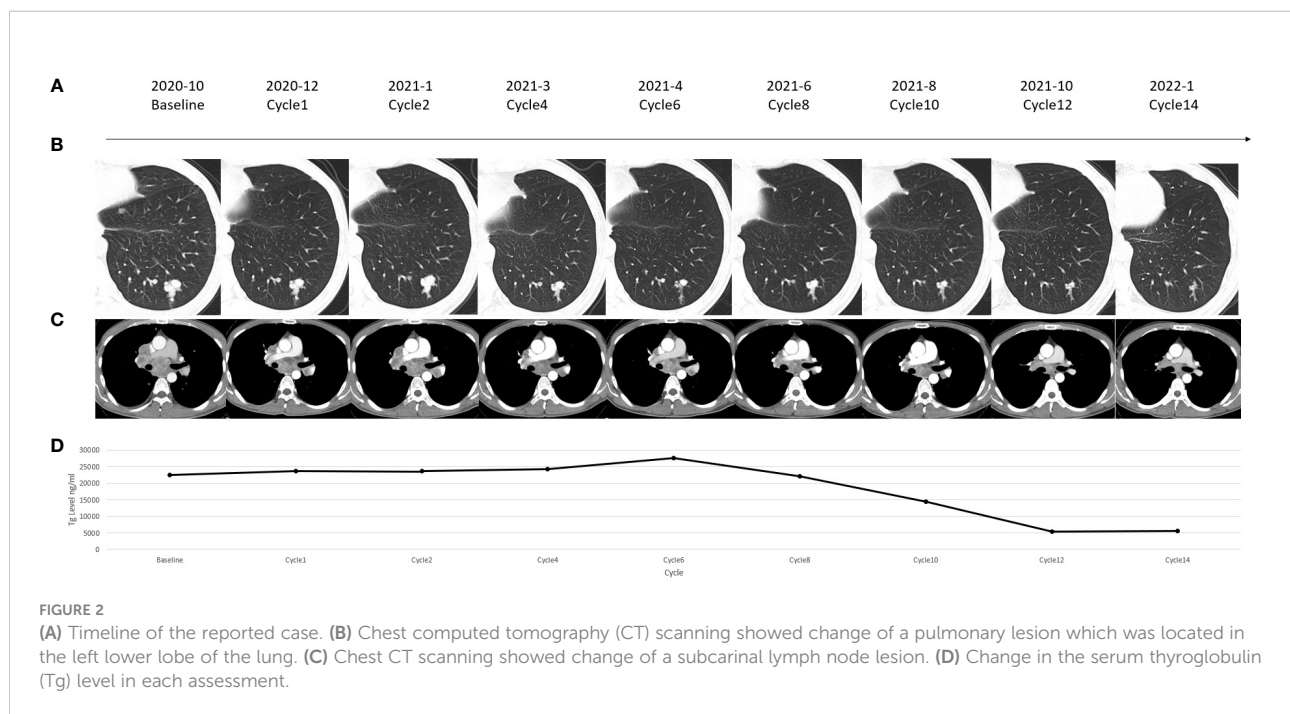 A
2020-10 2020-12 2021-1 2021-3 2021-4 2021-6 2021-8 2021-10 2022-1
Baseline Cycle1 Cycle2 Cycle4 Cycle6 Cycle8 Cycle10 Cycle12 Cycle14
B
C
D
30000
25000
20000
15000
10000
5000
0
Tg Level ng/ml
Baseline Cycle1 Cycle2 Cycle4 Cycle6 Cycle8 Cycle10 Cycle12 Cycle14
Cycle
FIGURE 2
(A) Timeline of the reported case. (B) Chest computed tomography (CT) scanning showed change of a pulmonary lesion which was located in
the left lower lobe of the lung. (C) Chest CT scanning showed change of a subcarinal lymph node lesion. (D) Change in the serum thyroglobulin
(Tg) level in each assessment.